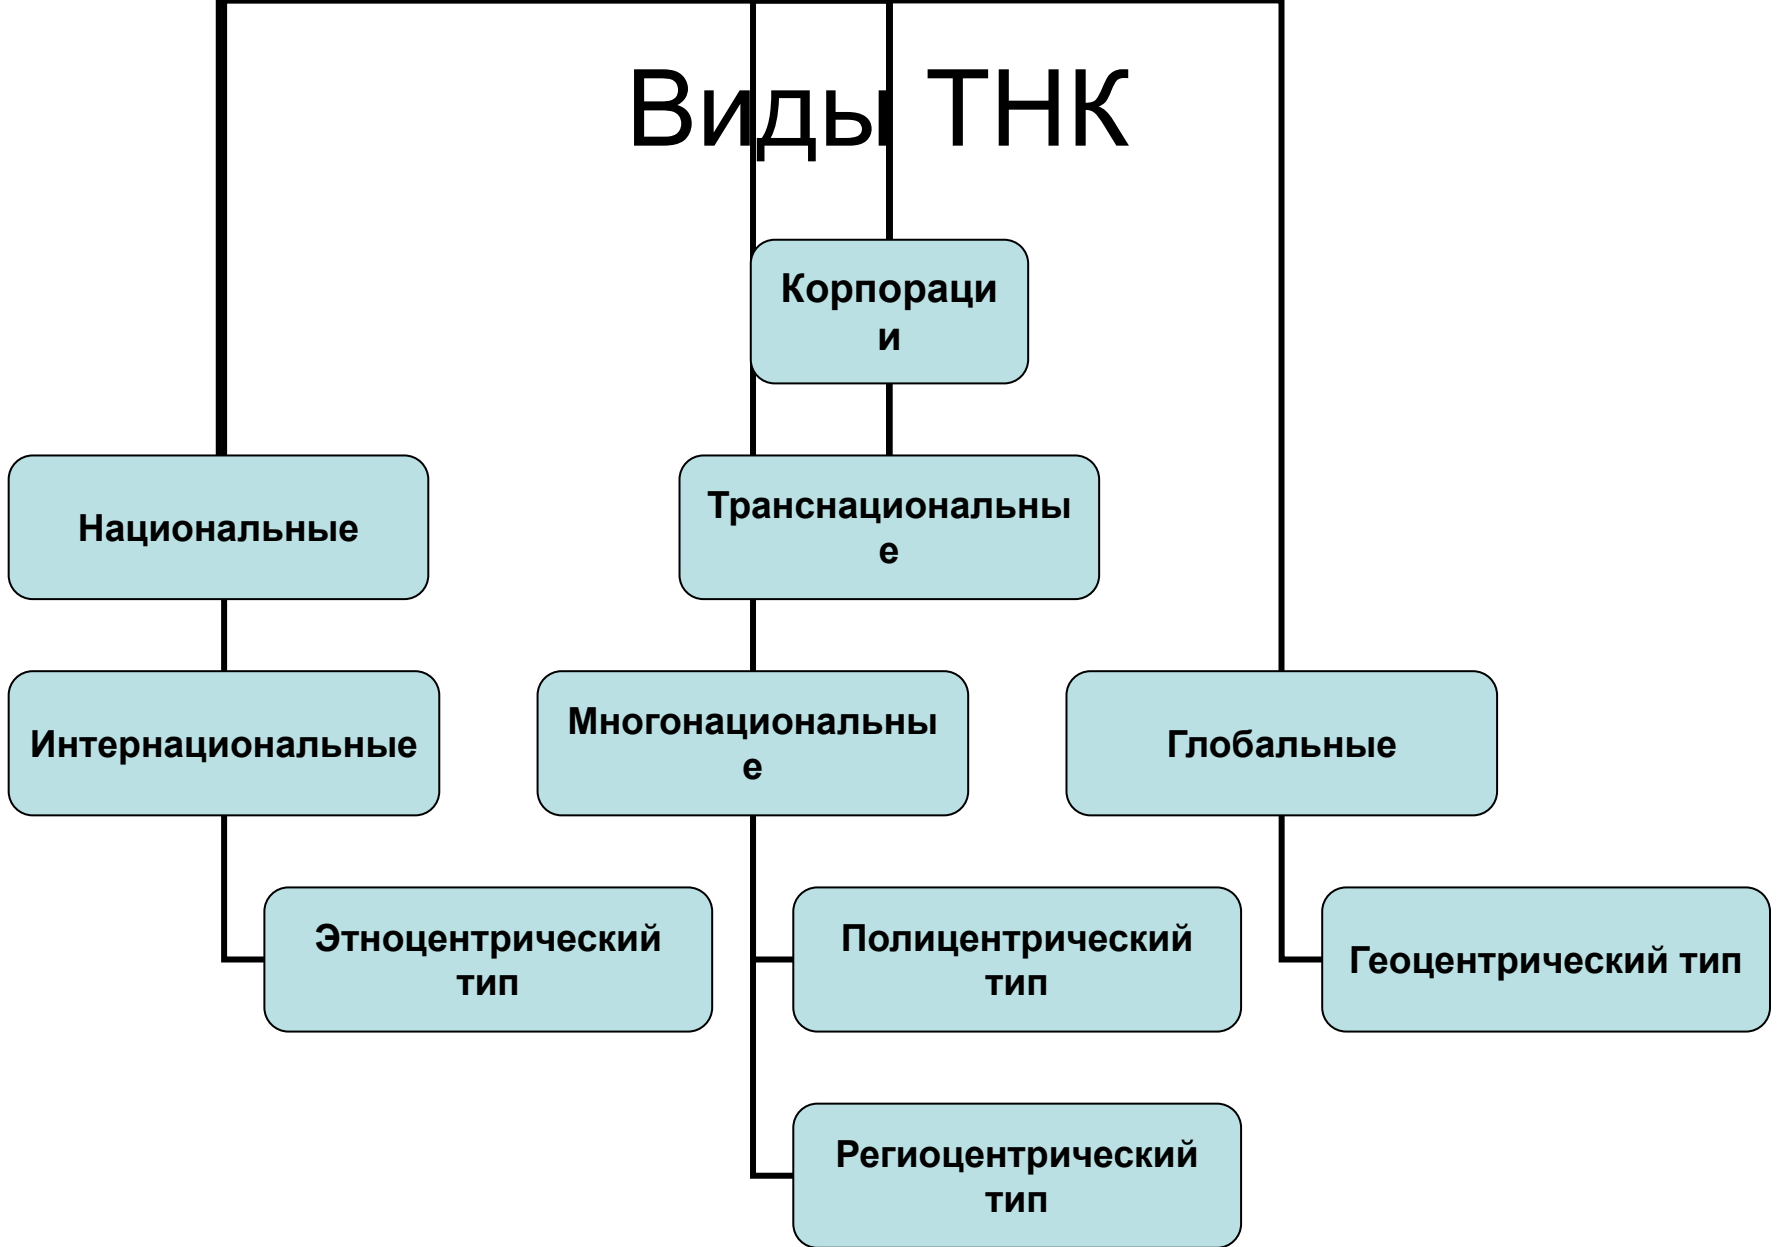 Виды ТНК
Корпораци
и
Национальные
Транснациональны
е
Интернациональные
Многонациональны
е
Глобальные
Этноцентрический
тип
Полицентрический
тип
Геоцентрический тип
Региоцентрический
тип